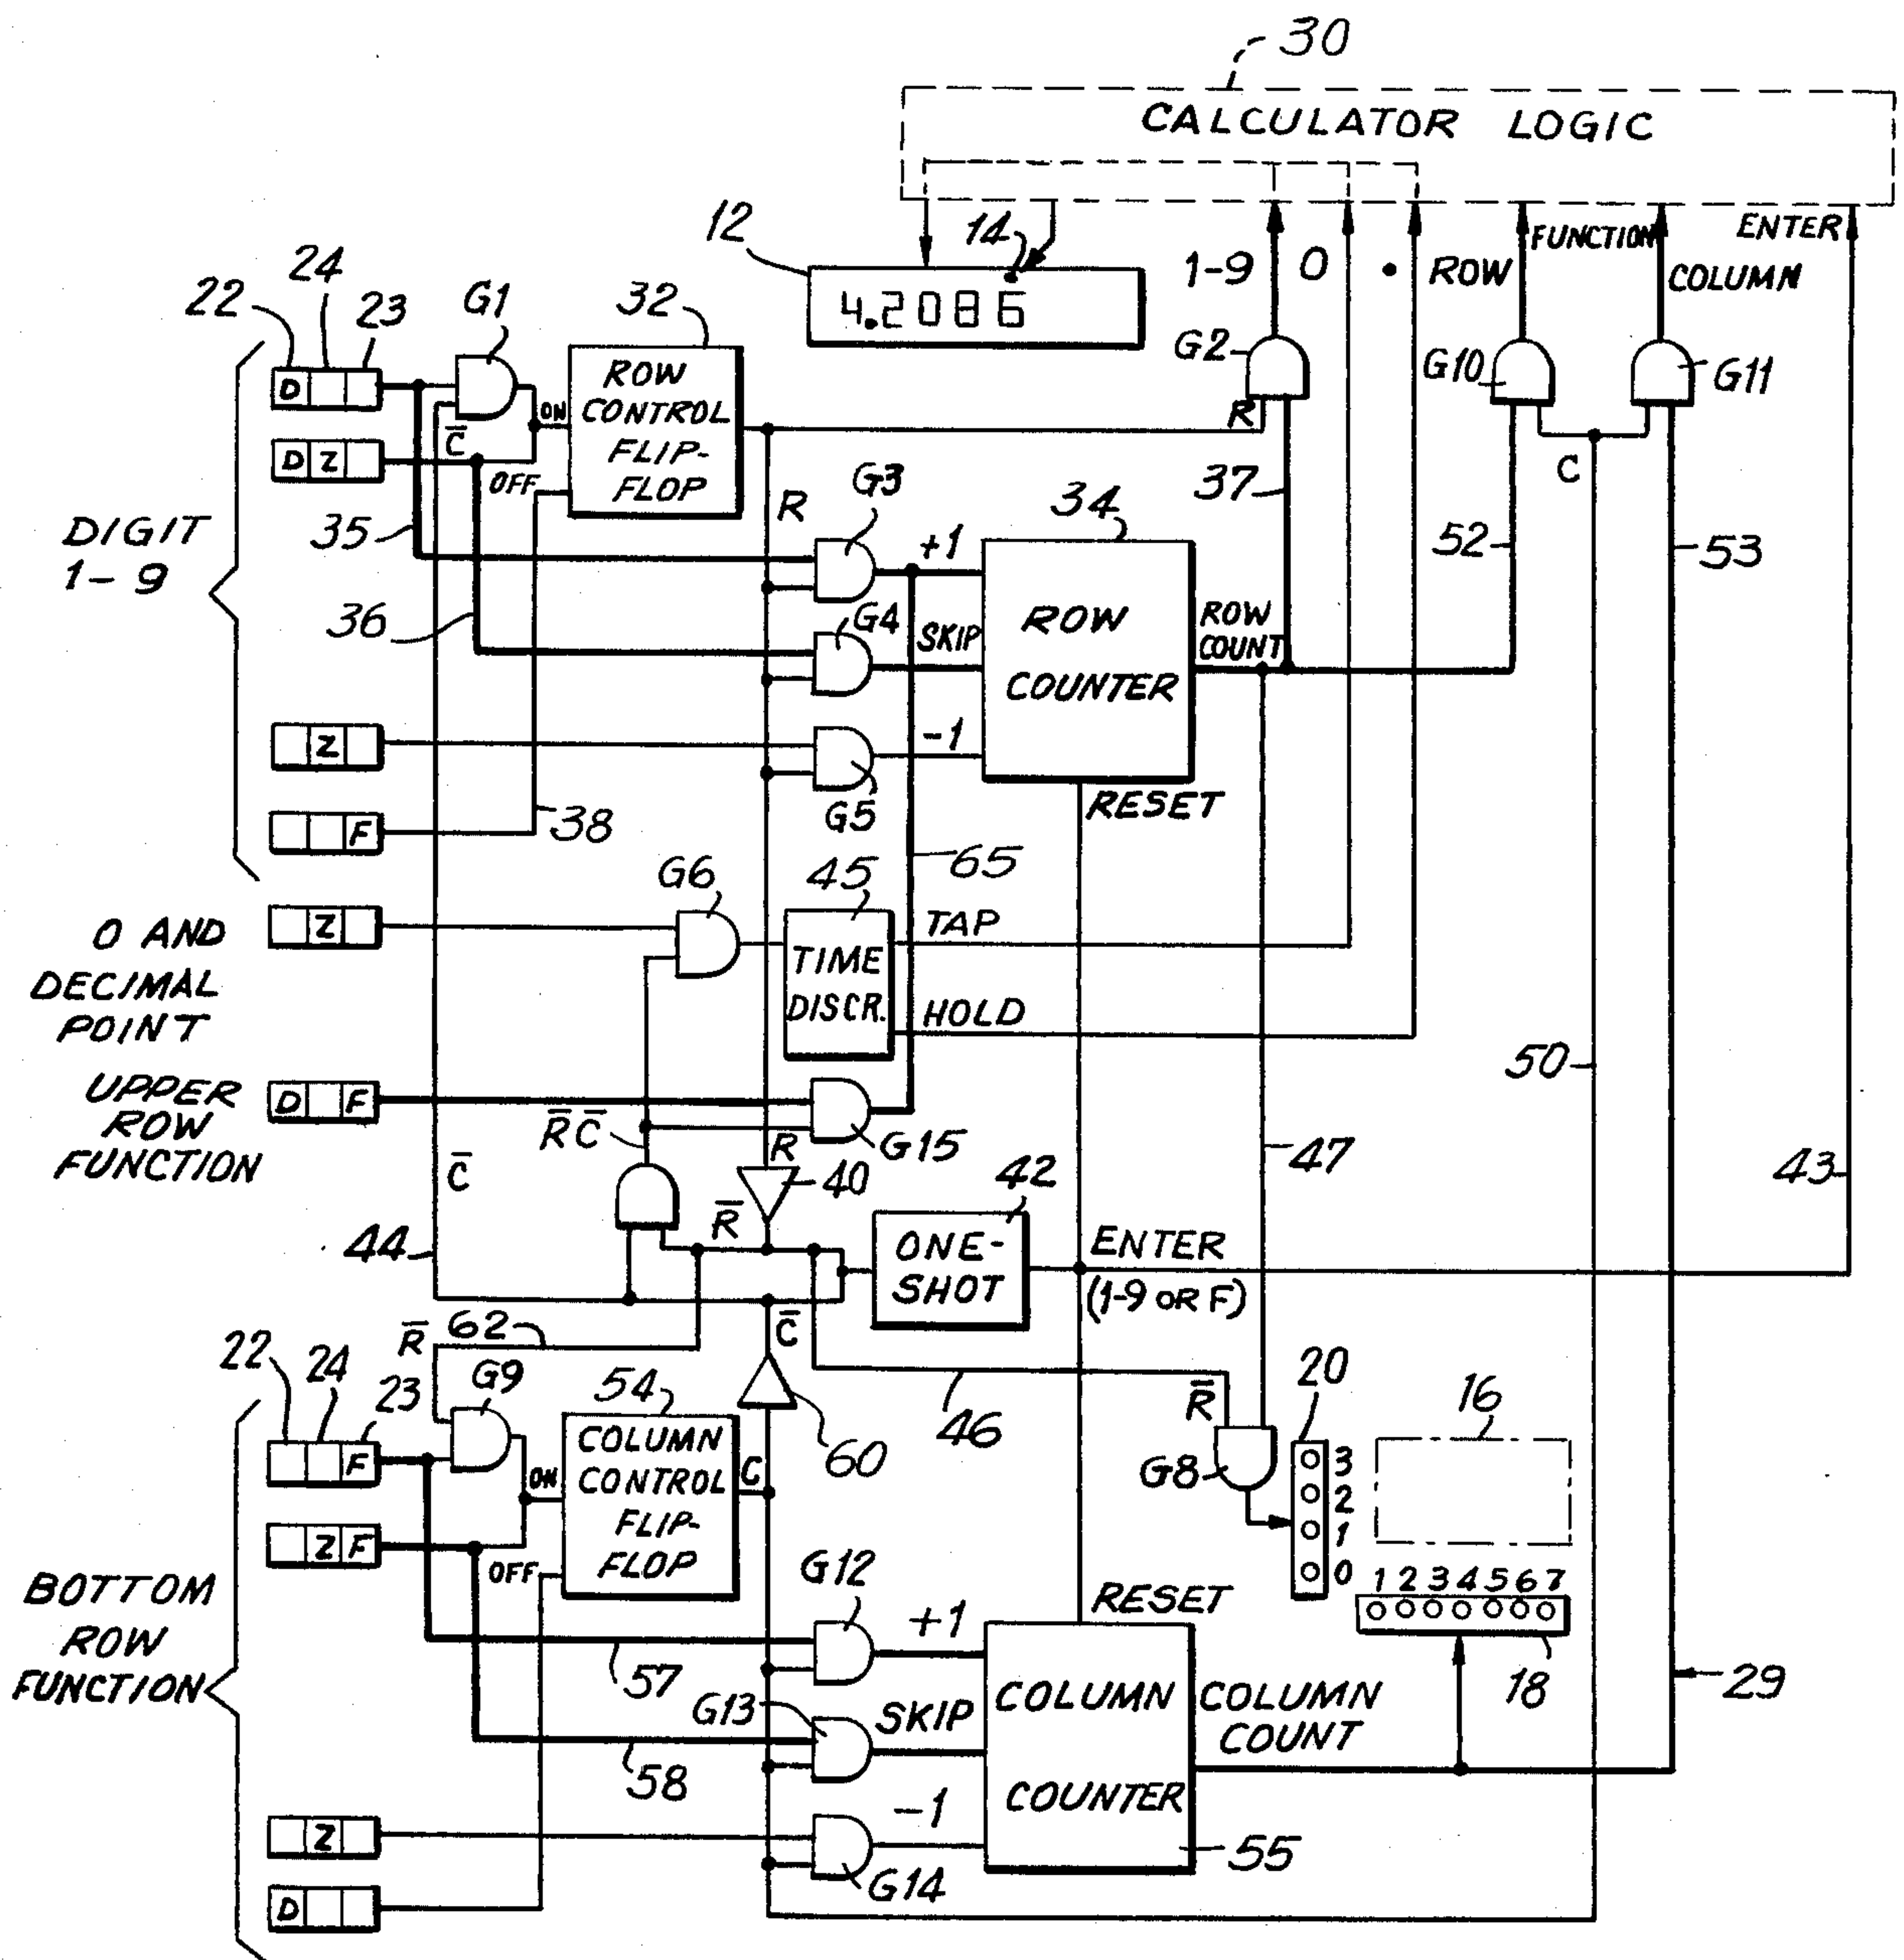 30
CALCULATOR LOGIC
12
14
4.2086
1-9 0 • ROW
FUNCTION
COLUMN
ENTER
22 24 23 G1 32
D
C̅
D Z
ON
OFF
ROW
CONTROL
FLIP-
FLOP
G2
R
G10
G11
C
DIGIT
1-9
35
36
R
G3
+1
34
37
52
53
G4
SKIP
ROW
COUNTER
ROW
COUNT
Z
-1
G5
RESET
F
38
65
G6
45
0 AND
DECIMAL
POINT
Z
TIME
DISCR.
TAP
HOLD
50
UPPER
ROW
FUNCTION
D F
R̅ C̅
R
G15
C̅
40
42
47
43
44
R̅
ONE-
SHOT
ENTER
(1-9 OR F)
R̅
62
C̅
22 24 23 G9 54
F
Z F
ON
OFF
COLUMN
CONTROL
FLIP-
FLOP
C
60
46
R̅
G8
20
3
2
1
0
16
1 2 3 4 5 6 7
18
BOTTOM
ROW
FUNCTION
57
G12
+1
RESET
G13
SKIP
58
COLUMN
COUNTER
COLUMN
COUNT
29
Z
-1
G14
55
D